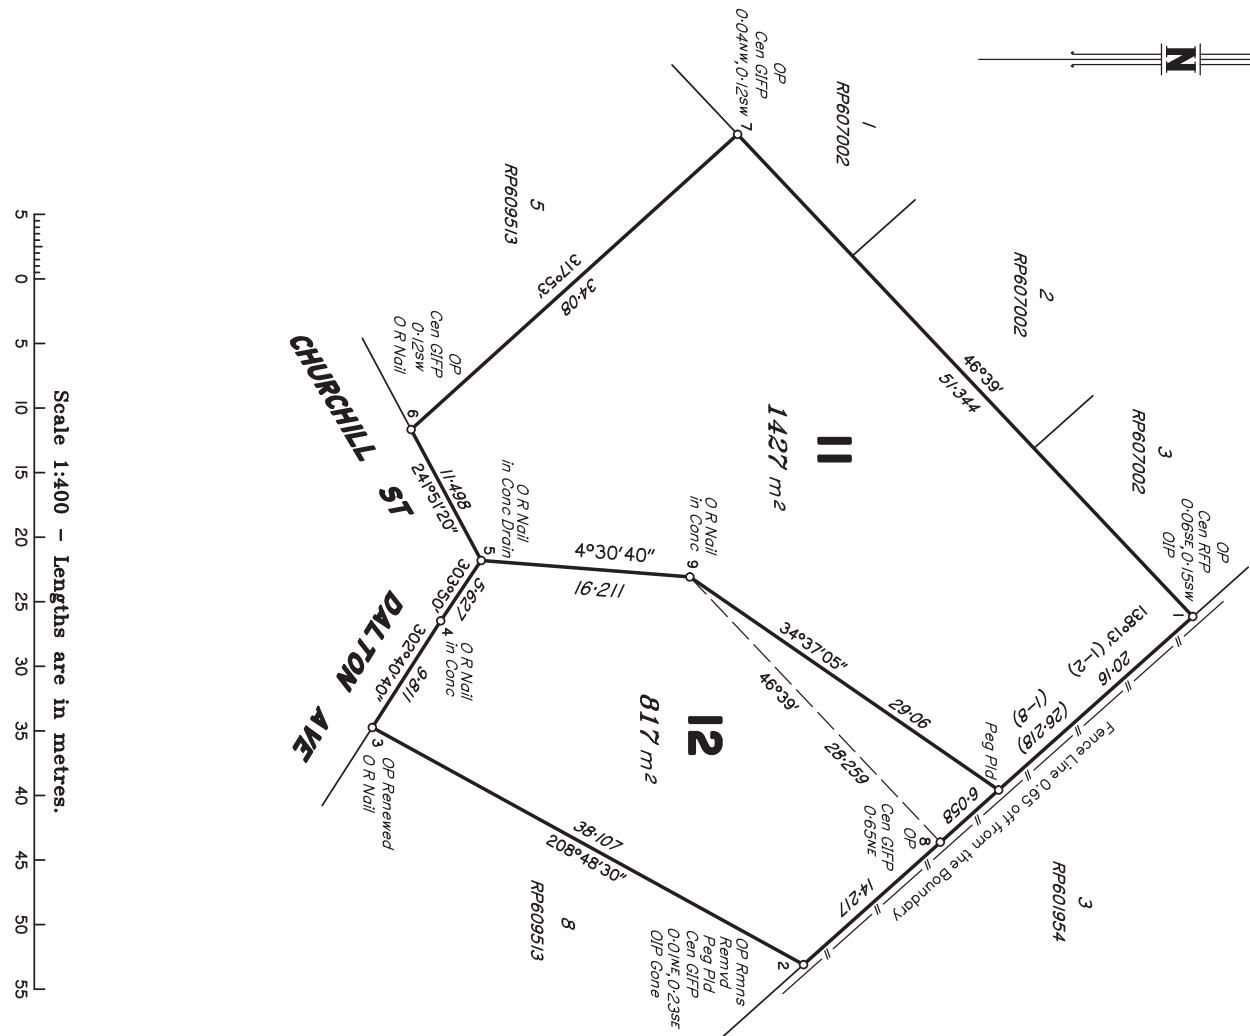 N
OP
Cen GIFP
0·04NW,0·12SW
7
1
RP607002
2
RP607002
3
RP607002
5
RP609513
317°53'
34·08
46°39'
51·344
OP
Cen RFP
0·06SE,0·15SW
OIP
1
OP
Cen GIFP
0·12SW
O R Nail
6
11
1427 m2
CHURCHILL ST
11·498
241°51'20"
O R Nail
in Conc Drain
5
4°30'40"
16·211
O R Nail
in Conc
9
138°13' (1-2)
20·16
(26·218)
(1-8)
Fence Line 0.65 off from the Boundary
34°37'05"
29·06
Peg Pld
46°39'
28·259
6·058
DALTON AVE
5·627
303°50'
O R Nail
in Conc
4
9·811
302°40'40"
12
817 m2
3
OP Renewed
O R Nail
OP
Cen GIFP
0·65NE
8
14·217
38·107
208°48'30"
3
RP601954
8
RP609513
OP Rmns
Remvd
Peg Pld
Cen GIFP
0·01NE,0·23SE
OIP Gone
2
5 0 5 10 15 20 25 30 35 40 45 50 55
Scale 1:400 – Lengths are in metres.